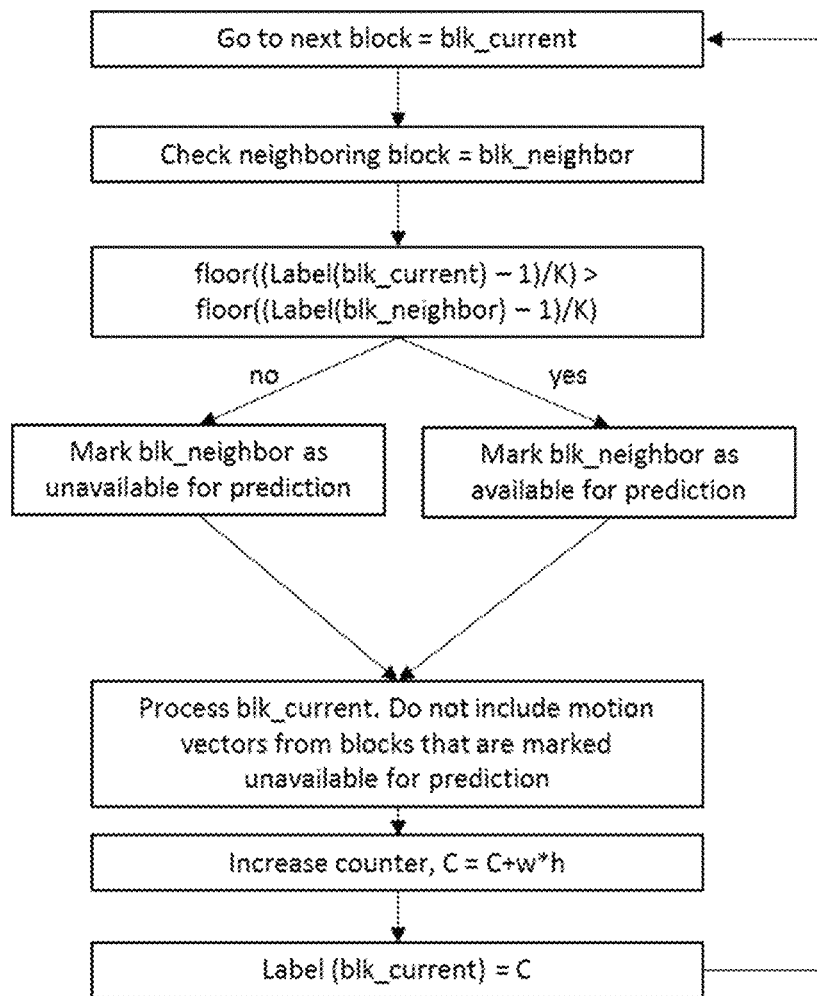 Go to next block = blk_current
Check neighboring block = blk_neighbor
floor((Label(blk_current) – 1)/K) >
floor((Label(blk_neighbor) – 1)/K)
no
yes
Mark blk_neighbor as
unavailable for prediction
Mark blk_neighbor as
available for prediction
Process blk_current. Do not include motion
vectors from blocks that are marked
unavailable for prediction
Increase counter, C = C+w*h
Label (blk_current) = C